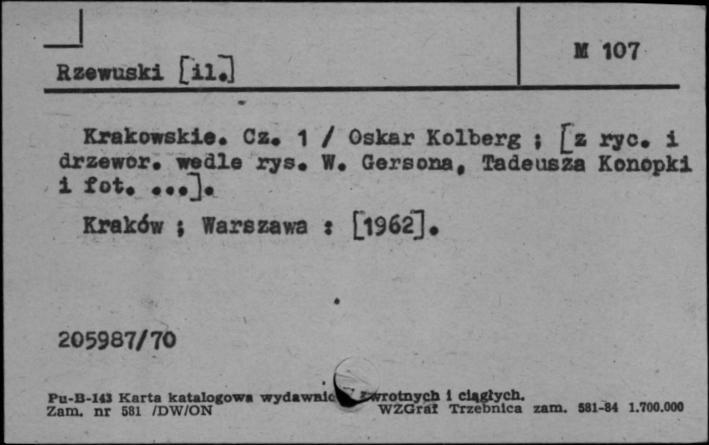 M 107
Rzewuski [il.]
Krakowskie. Cz. 1 / Oskar Kolberg ; [z ryc. i
drzewor. wedle rys. W. Gersona, Tadeusza Konopki
i fot. ...].
Kraków ; Warszawa : [1962].
205987/70
Pu-B-143 Karta katalogowa wydawnic zwrotnych i ciągłych.
Zam. nr 581 /DW/ON WZGraf Trzebnica zam. 581-84 1.700.000